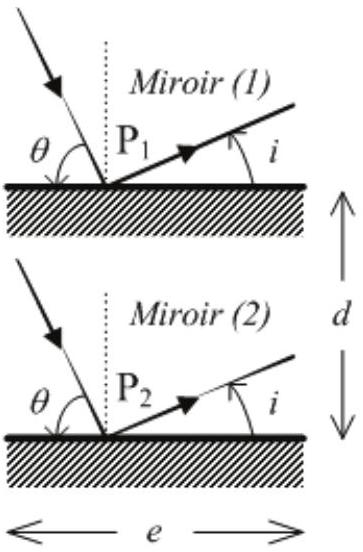 Miroir (1)
θ P₁ i
Miroir (2)
d
θ P₂ i
e